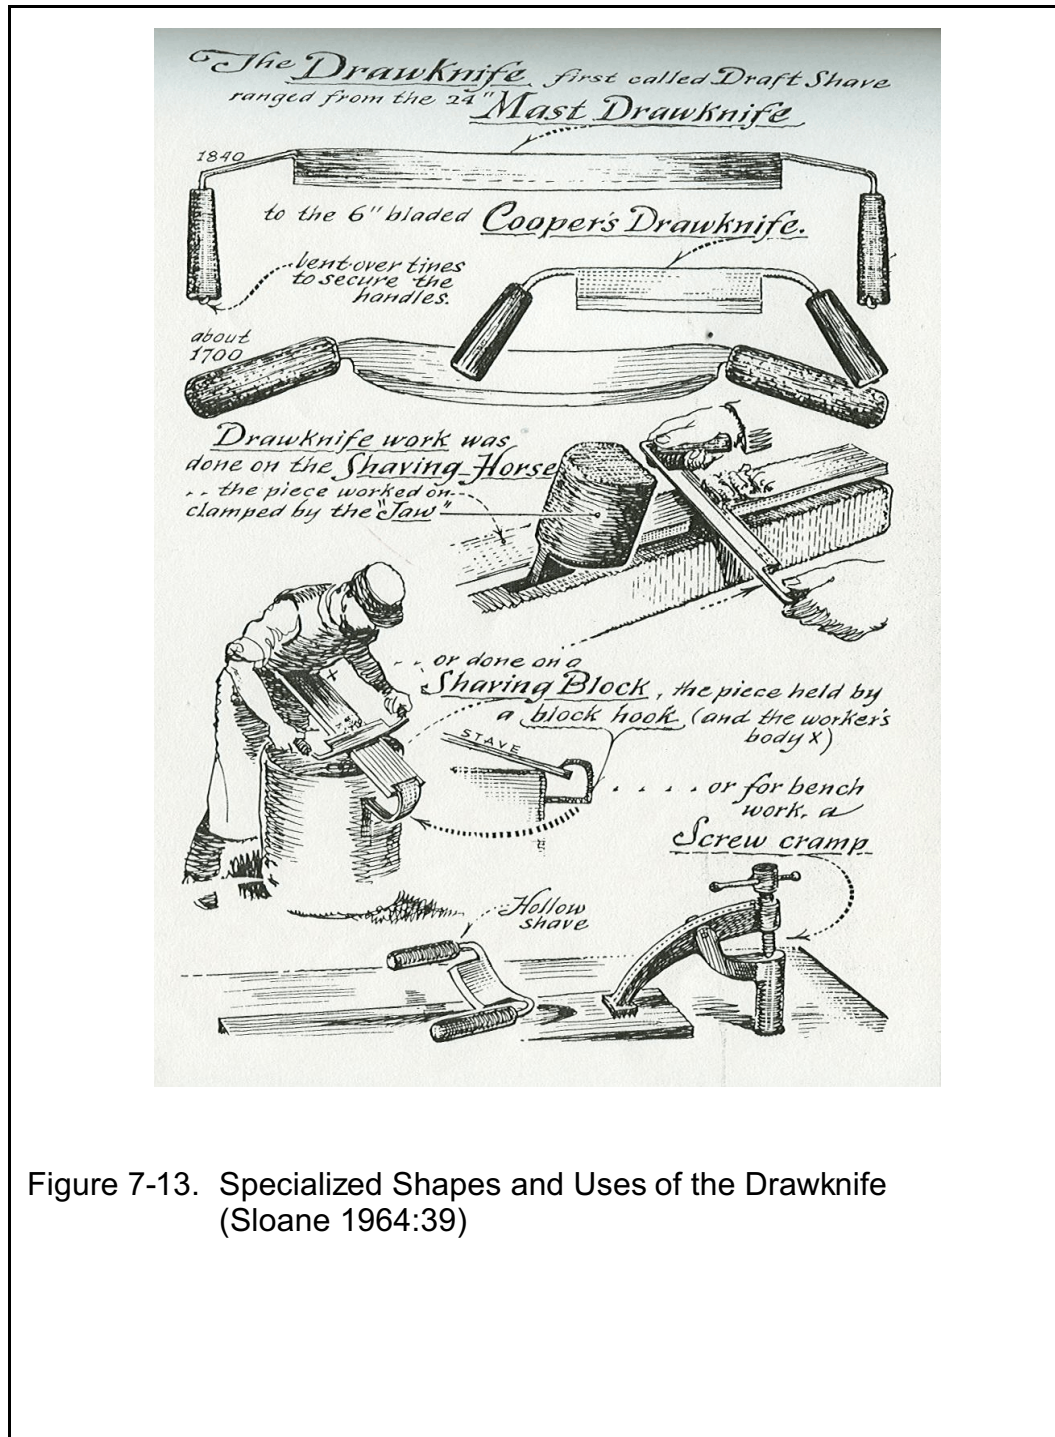 The Drawknife first called Draft Shave
ranged from the 24" Mast Drawknife
1840
to the 6" bladed Cooper's Drawknife.
bent over tines
to secure the
handles.
about
1700
Drawknife work was
done on the Shaving Horse
.. the piece worked on
clamped by the "Jaw"
X
.. or done on a
Shaving Block, the piece held by
a block hook, (and the worker's
body X)
STAVE
. . . . . or for bench
work, a
Screw cramp
Hollow
shave
Figure 7-13. Specialized Shapes and Uses of the Drawknife
(Sloane 1964:39)